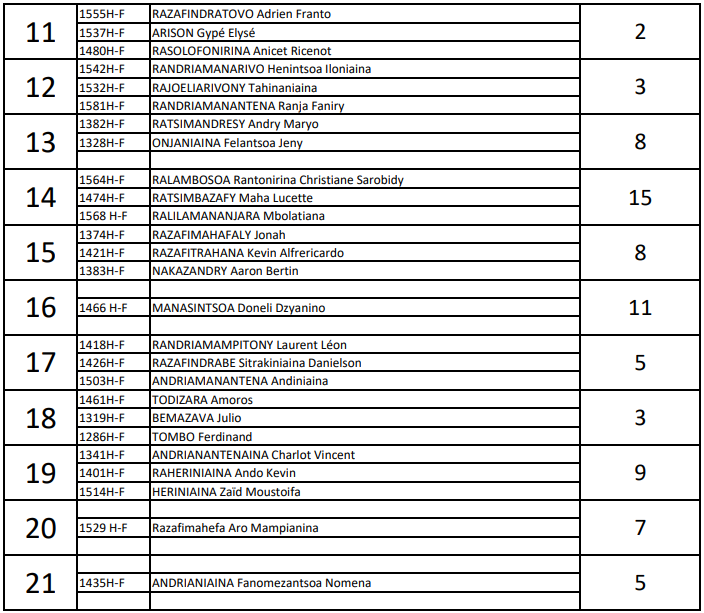 11 1555H-F RAZAFINDRATOVO Adrien Franto 2
1537H-F ARISON Gypé Elysé
1480H-F RASOLOFONIRINA Anicet Ricenot
12 1542H-F RANDRIAMANARIVO Henintsoa Iloniaina 3
1532H-F RAJOELIARIVONY Tahinaniaina
1581H-F RANDRIAMANANTENA Ranja Faniry
13 1382H-F RATSIMANDRESY Andry Maryo 8
1328H-F ONJANIAINA Felantsoa Jeny
14 1564H-F RALAMBOSOA Rantonirina Christiane Sarobidy 15
1474H-F RATSIMBAZAFY Maha Lucette
1568 H-F RALILAMANANJARA Mbolatiana
15 1374H-F RAZAFIMAHAFALY Jonah 8
1421H-F RAZAFITRAHANA Kevin Alfrericardo
1383H-F NAKAZANDRY Aaron Bertin
16 1466 H-F MANASINTSOA Doneli Dzyanino 11
17 1418H-F RANDRIAMAMPITONY Laurent Léon 5
1426H-F RAZAFINDRABE Sitrakiniaina Danielson
1503H-F ANDRIAMANANTENA Andiniaina
18 1461H-F TODIZARA Amoros 3
1319H-F BEMAZAVA Julio
1286H-F TOMBO Ferdinand
19 1341H-F ANDRIANANTENAINA Charlot Vincent 9
1401H-F RAHERINIAINA Ando Kevin
1514H-F HERINIAINA Zaïd Moustoifa
20 1529 H-F Razafimahefa Aro Mampianina 7
21 1435H-F ANDRIANIAINA Fanomezantsoa Nomena 5